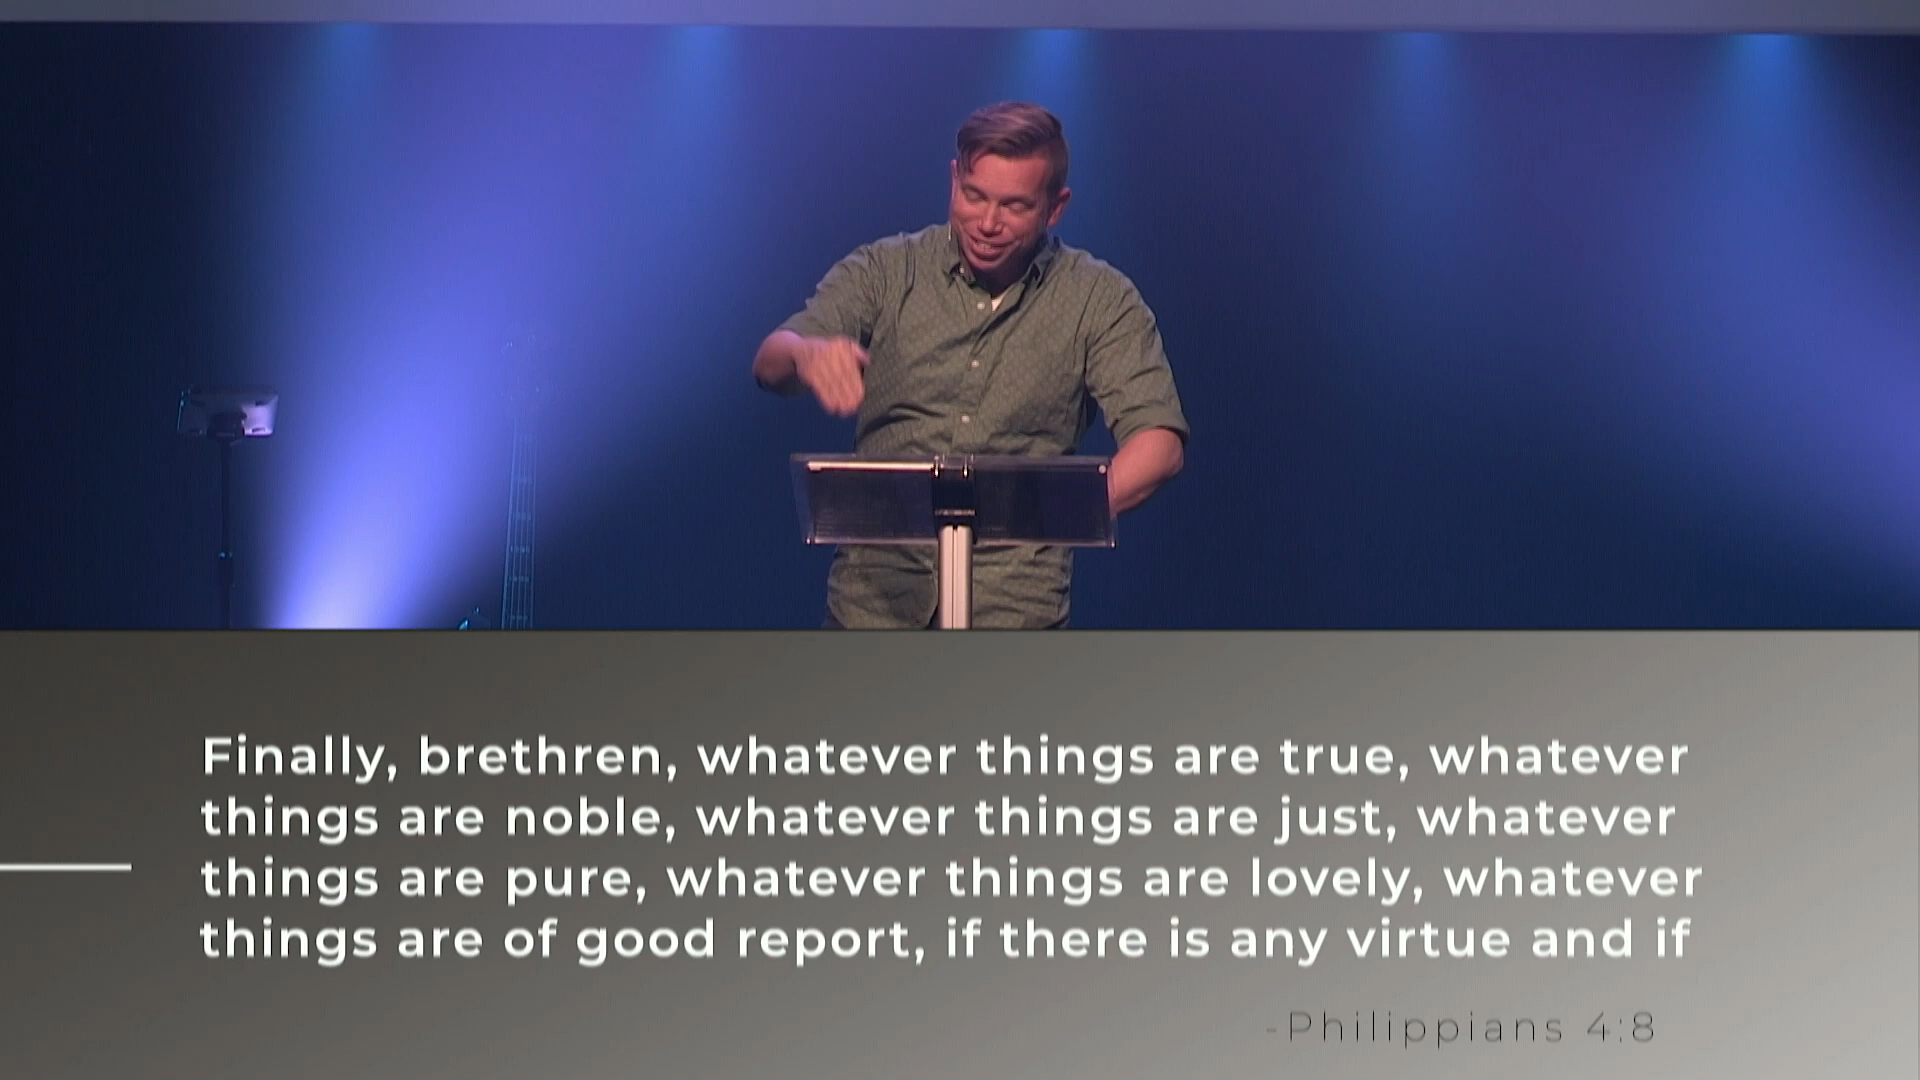 Finally, brethren, whatever things are true, whatever
things are noble, whatever things are just, whatever
things are pure, whatever things are lovely, whatever
things are of good report, if there is any virtue and if
-Philippians 4:8